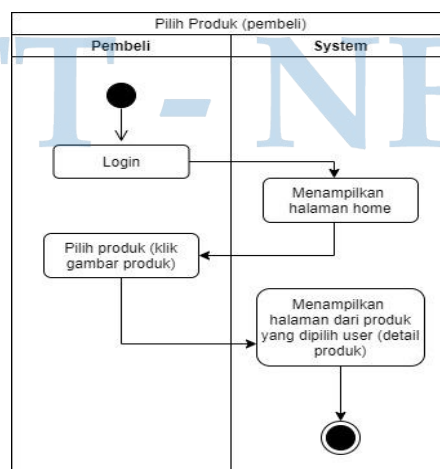 Pilih Produk (pembeli)
Pembeli
System
Login
Menampilkan
halaman home
Pilih produk (klik
gambar produk)
Menampilkan
halaman dari produk
yang dipilih user (detail
produk)
T - N